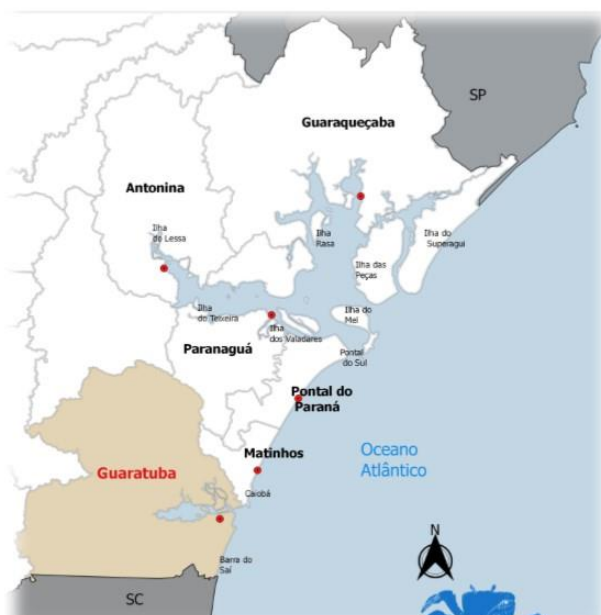 SP
Guaraqueçaba
Antonina
Ilha
do Lessa
Ilha
Rasa
Ilha do
Superagui
Ilha das
Peças
Ilha
do Teixeira
Ilha do
Mel
Ilha
dos Valadares
Paranaguá
Pontal
do Sul
Pontal do
Paraná
Matinhos
Oceano
Atlântico
Guaratuba
Caiobá
N
Barra do
Saí
SC